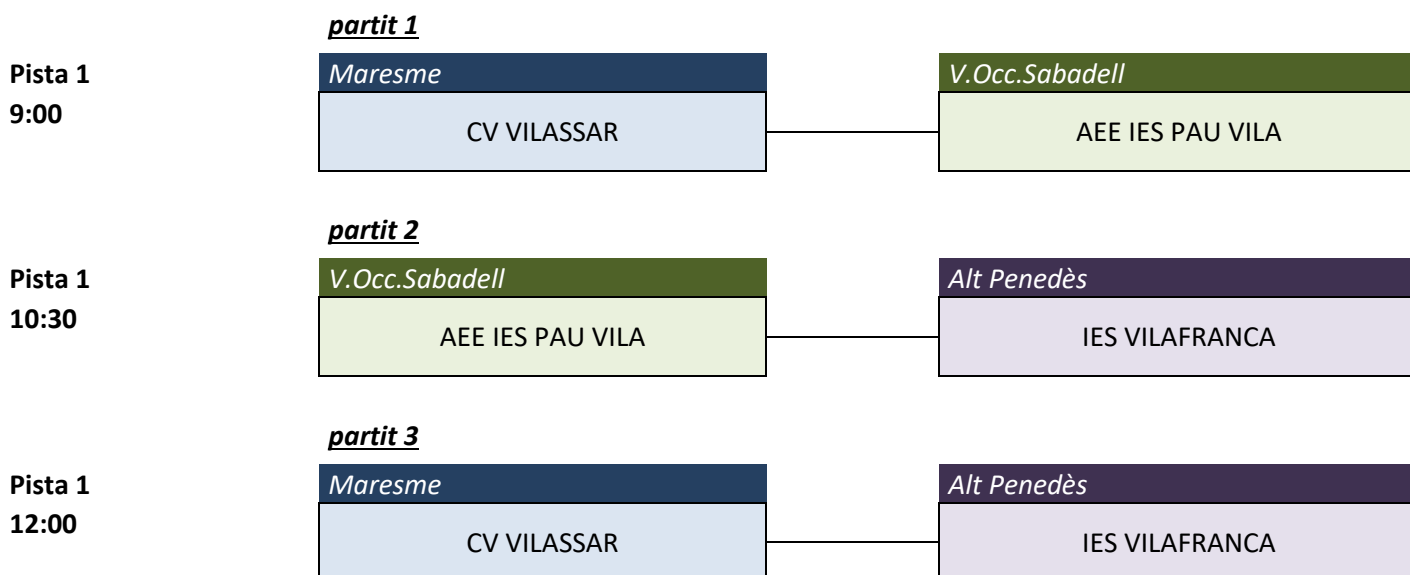 partit 1
Pista 1 Maresme V.Occ.Sabadell
9:00 CV VILASSAR AEE IES PAU VILA
partit 2
Pista 1 V.Occ.Sabadell Alt Penedès
10:30 AEE IES PAU VILA IES VILAFRANCA
partit 3
Pista 1 Maresme Alt Penedès
12:00 CV VILASSAR IES VILAFRANCA